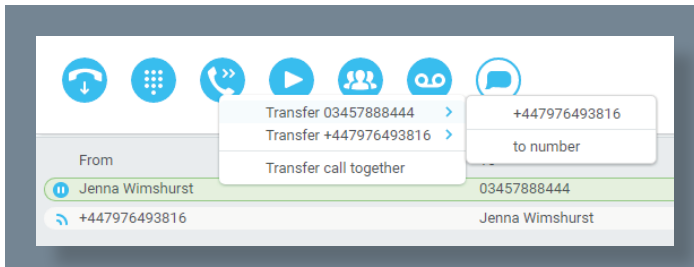 Transfer 03457888444
Transfer +447976493816
Transfer call together
+447976493816
to number
From
Jenna Wimshurst
03457888444
+447976493816
Jenna Wimshurst